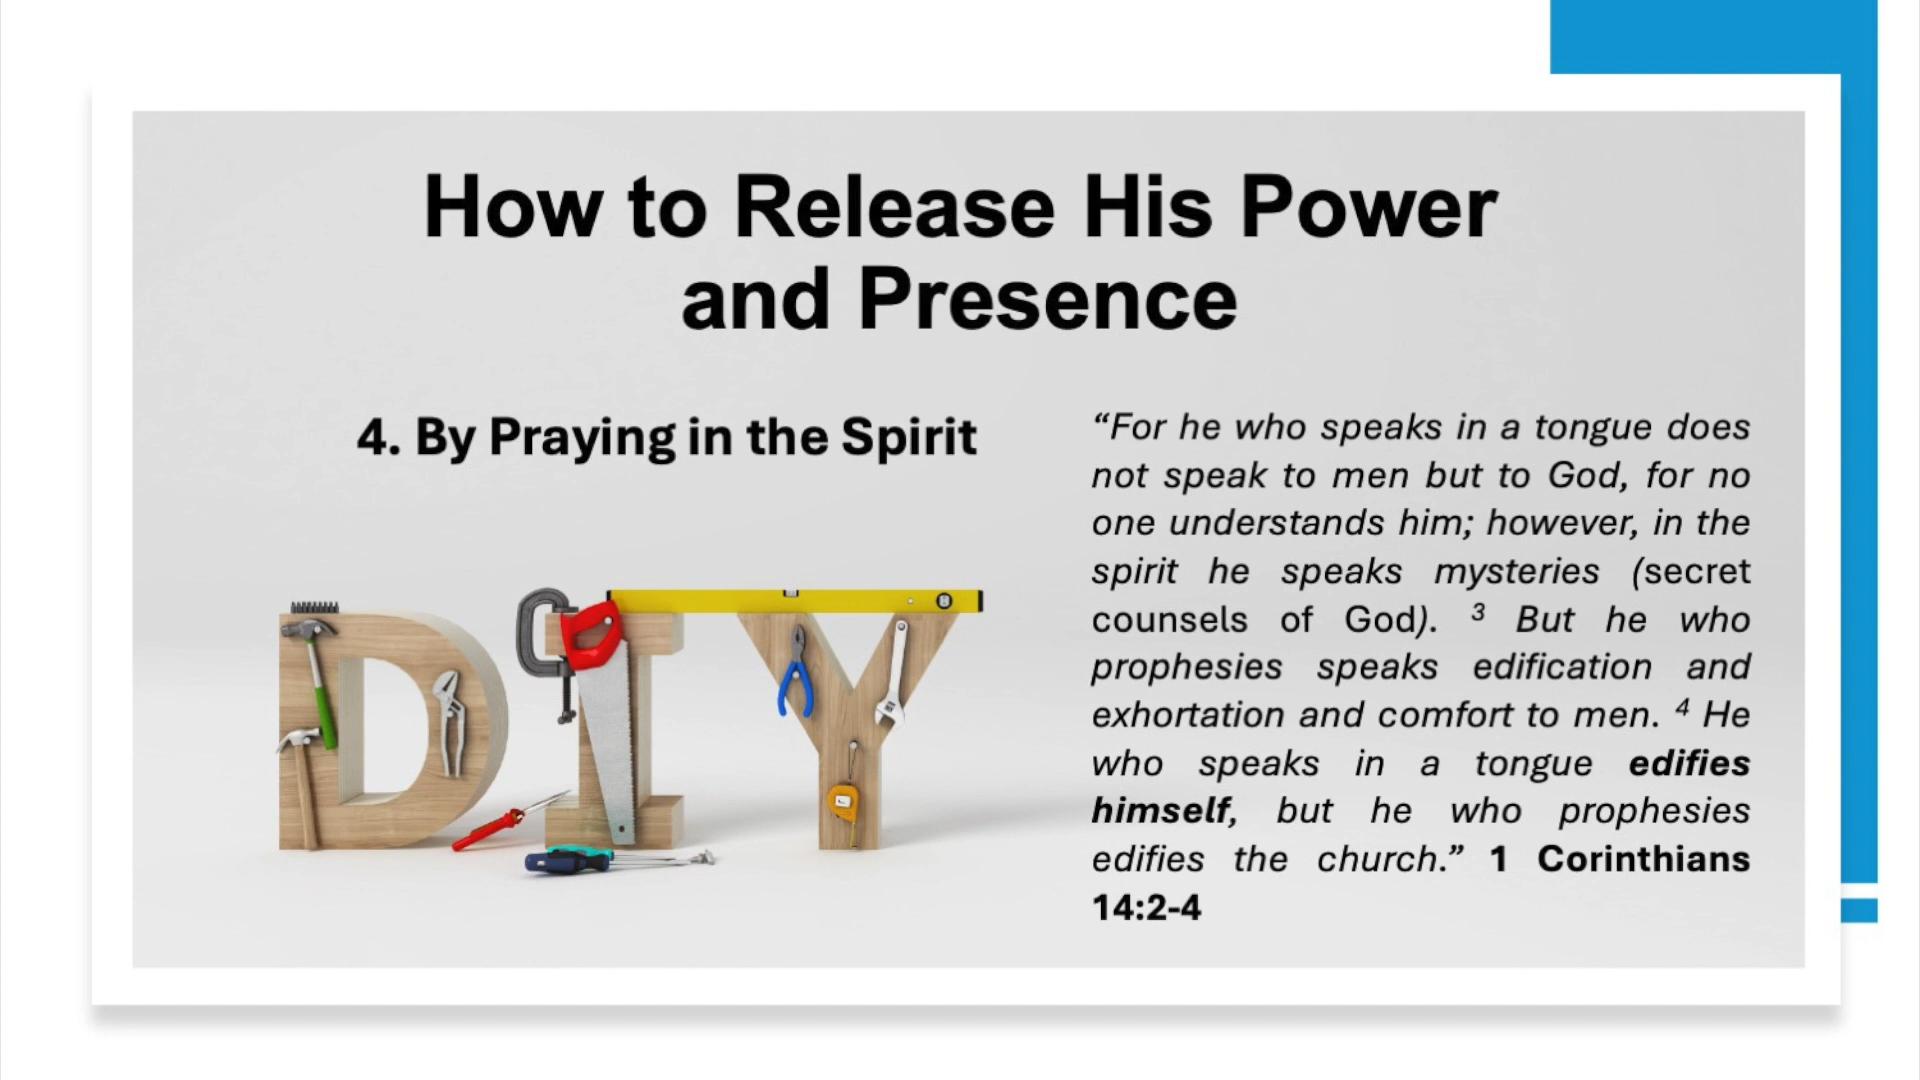 How to Release His Power
and Presence
4. By Praying in the Spirit
DIY
“For he who speaks in a tongue does
not speak to men but to God, for no
one understands him; however, in the
spirit he speaks mysteries (secret
counsels of God). ³ But he who
prophesies speaks edification and
exhortation and comfort to men. ⁴ He
who speaks in a tongue edifies
himself, but he who prophesies
edifies the church.” 1 Corinthians
14:2-4